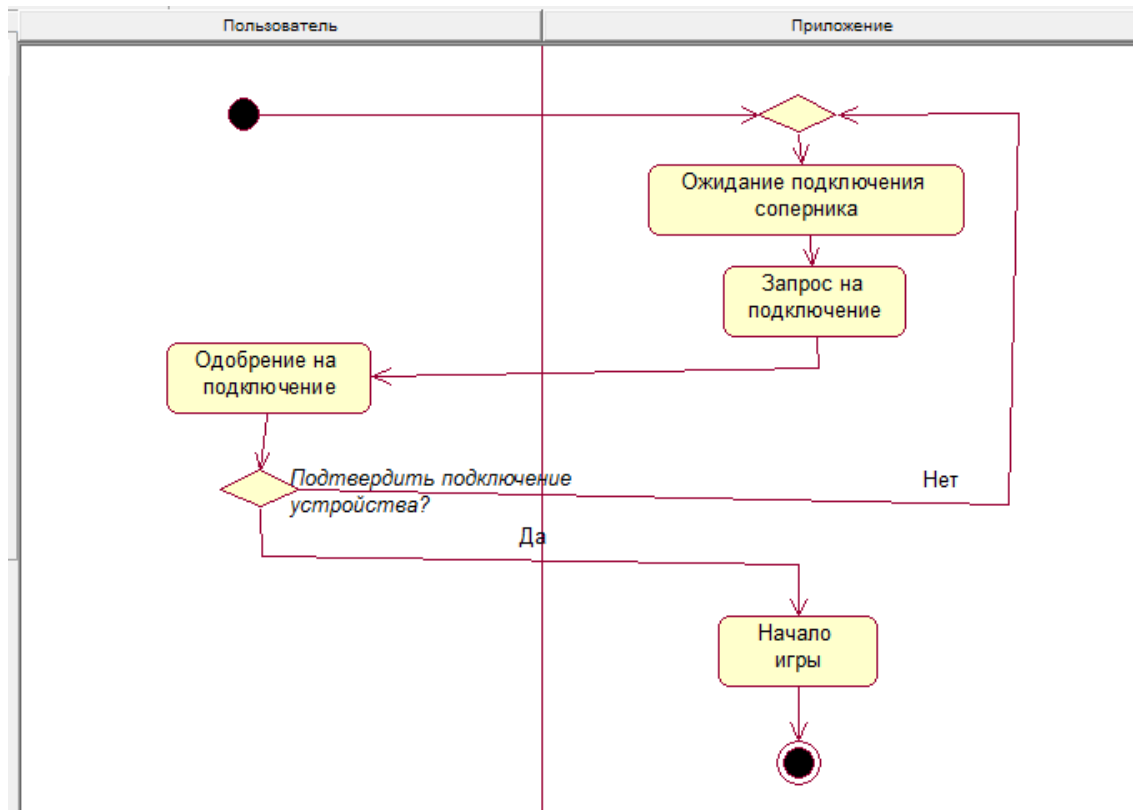 Пользователь
Приложение
Ожидание подключения
соперника
Запрос на
подключение
Одобрение на
подключение
Подтвердить подключение
устройства?
Нет
Да
Начало
игры